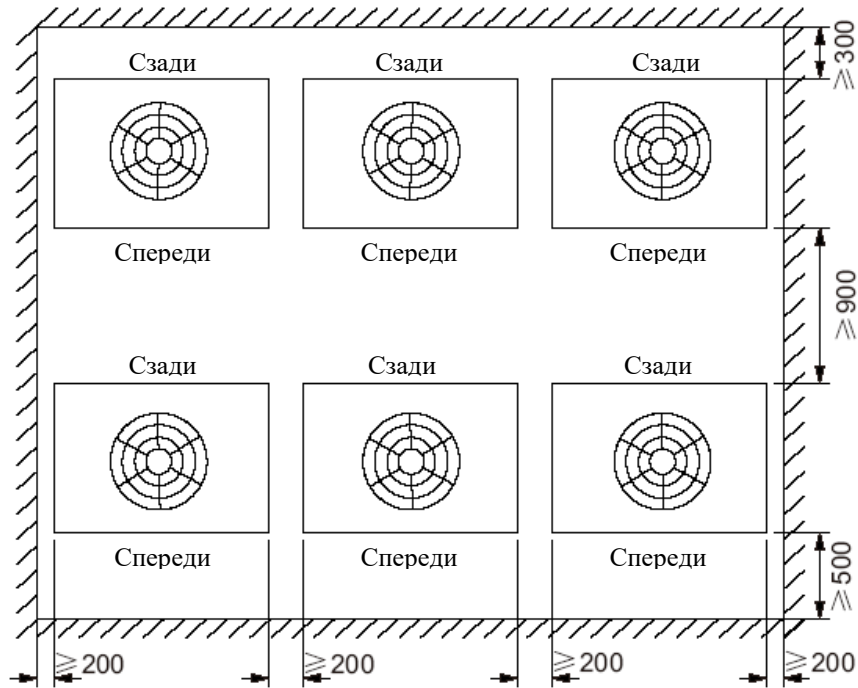 Сзади Сзади Сзади
≥300
Спереди Спереди Спереди
≥900
Сзади Сзади Сзади
Спереди Спереди Спереди
≥500
≥200 ≥200 ≥200 ≥200